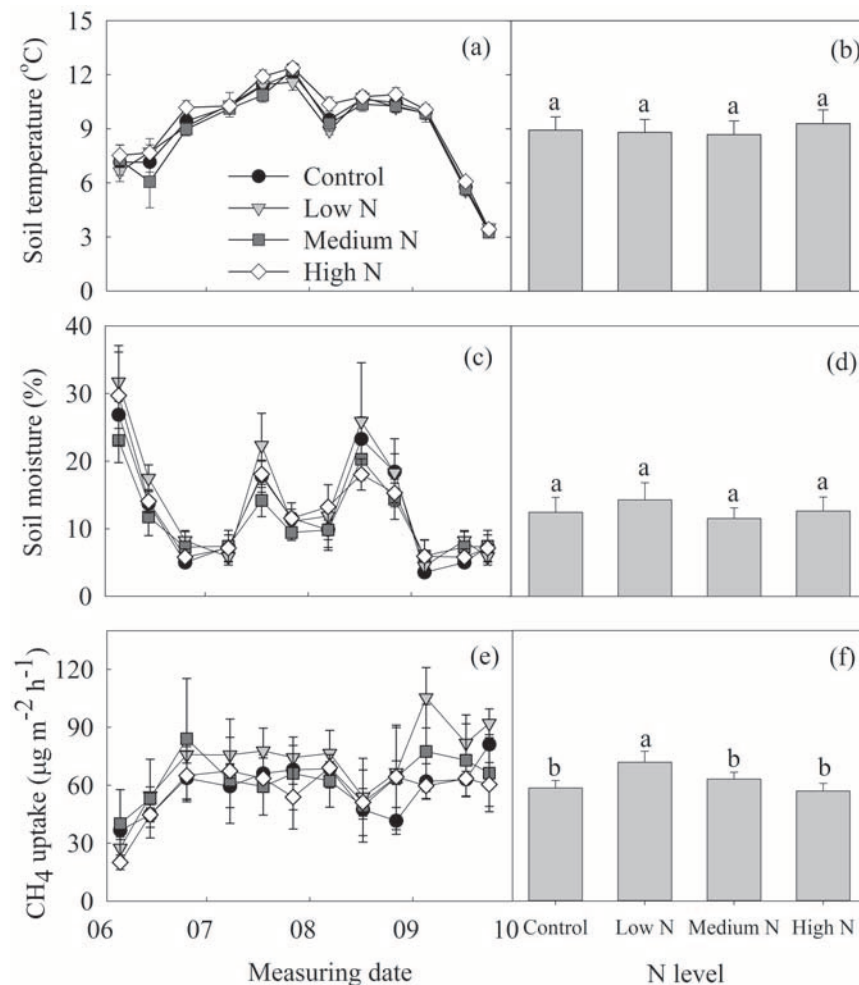 15
12
9
6
3
0
Soil temperature (°C)
(a)
Control
Low N
Medium N
High N
(b)
a a a a
40
30
20
10
0
Soil moisture (%)
(c)
(d)
a a a a
120
90
60
30
0
CH4 uptake (µg m-2 h-1)
(e)
(f)
b a b b
06 07 08 09 10
Control Low N Medium N High N
Measuring date
N level